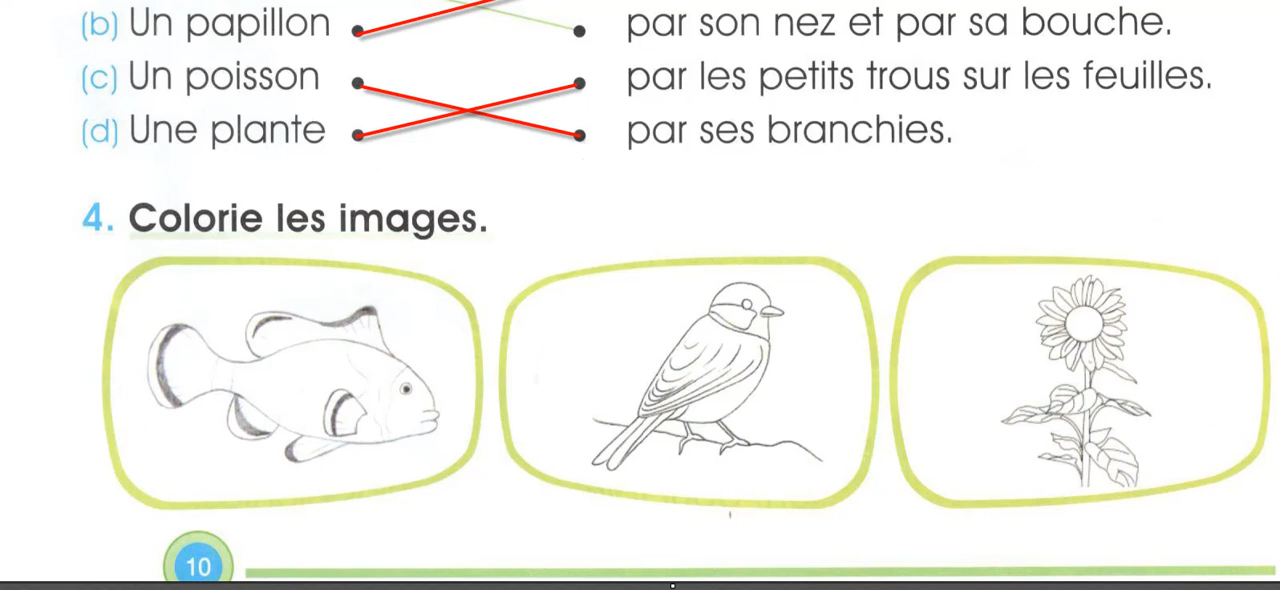 (b) Un papillon par son nez et par sa bouche.
(c) Un poisson par les petits trous sur les feuilles.
(d) Une plante par ses branchies.
4. Colorie les images.
10